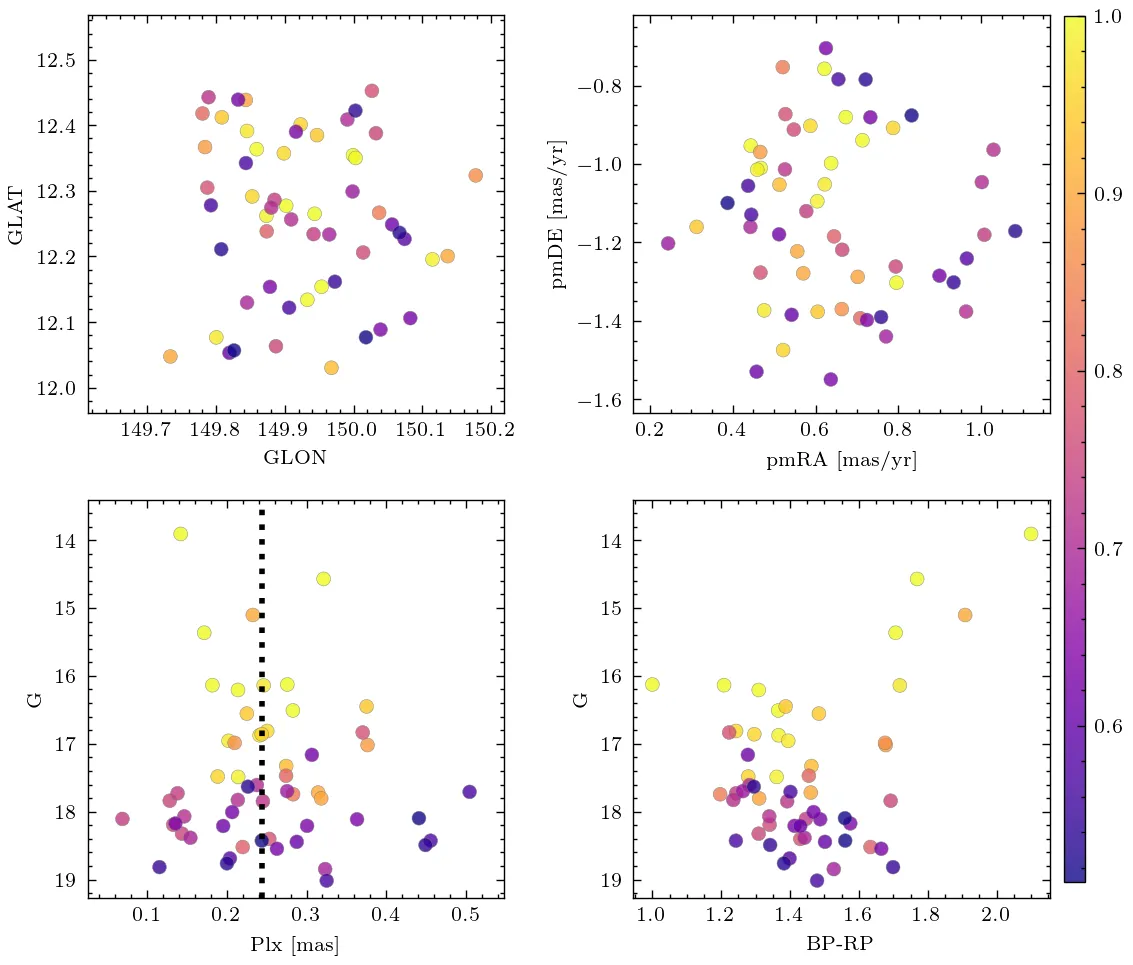 12.5
12.4
12.3
12.2
12.1
12.0
GLAT
149.7 149.8 149.9 150.0 150.1 150.2
GLON
−0.8
−1.0
−1.2
−1.4
−1.6
pmDE [mas/yr]
0.2 0.4 0.6 0.8 1.0
pmRA [mas/yr]
1.0
0.9
0.8
0.7
0.6
14
15
16
17
18
19
G
0.1 0.2 0.3 0.4 0.5
Plx [mas]
14
15
16
17
18
19
G
1.0 1.2 1.4 1.6 1.8 2.0
BP-RP